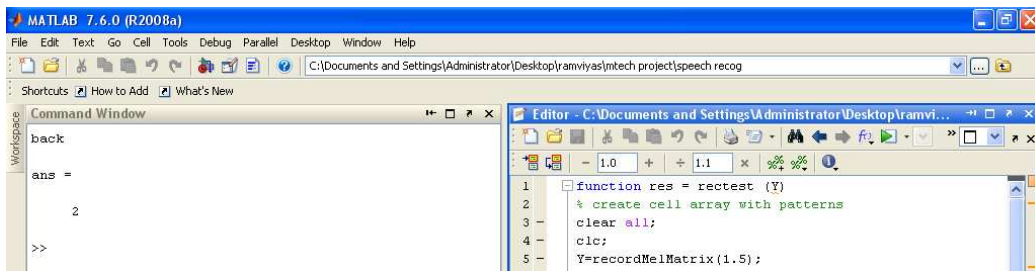 MATLAB 7.6.0 (R2008a)
File Edit Text Go Cell Tools Debug Parallel Desktop Window Help
C:\Documents and Settings\Administrator\Desktop\ramviyas\mtech project\speech recog
Shortcuts How to Add What's New
Workspace
Command Window
back
ans =
2
>>
Editor - C:\Documents and Settings\Administrator\Desktop\ramvi...
- 1.0 + ÷ 1.1 ×
1 function res = rectest (Y)
2 % create cell array with patterns
3 - clear all;
4 - clc;
5 - Y=recordMelMatrix(1.5);